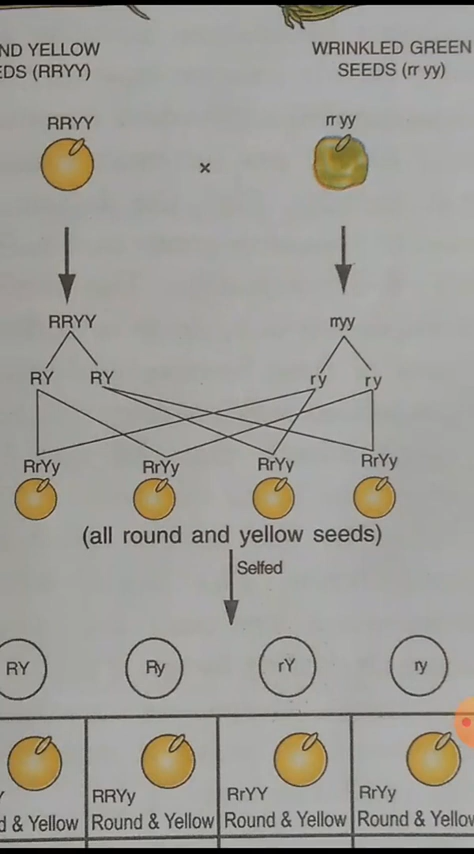 ND YELLOW
EDS (RRYY)
WRINKLED GREEN
SEEDS (rr yy)
RRYY
rr yy
×
RRYY
rryy
RY RY
ry ry
RrYy RrYy RrYy RrYy
(all round and yellow seeds)
Selfed
RY Ry rY ry
RRYy RrYY RrYy
d & Yellow Round & Yellow Round & Yellow Round & Yellow